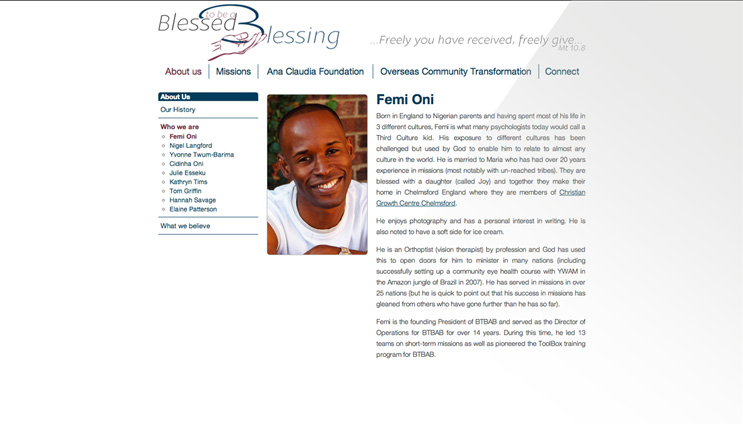 to be a
Blessed Blessing
...Freely you have received, freely give...
Mt 10.8
About us
Missions
Ana Claudia Foundation
Overseas Community Transformation
Connect
About Us
Our History
Who we are
Femi Oni
Nigel Langford
Yvonne Twum-Barima
Cidinha Oni
Julie Esseku
Kathryn Tims
Tom Griffin
Hannah Savage
Elaine Patterson
What we believe
Femi Oni
Born in England to Nigerian parents and having spent most of his life in
3 different cultures, Femi is what many psychologists today would call a
Third Culture kid. His exposure to different cultures has been
challenged but used by God to enable him to relate to almost any
culture in the world. He is married to Maria who has had over 20 years
experience in missions (most notably with un-reached tribes). They are
blessed with a daughter (called Joy) and together they make their
home in Chelmsford England where they are members of Christian
Growth Centre Chelmsford.
He enjoys photography and has a personal interest in writing. He is
also noted to have a soft side for ice cream.
He is an Orthoptist (vision therapist) by profession and God has used
this to open doors for him to minister in many nations (including
successfully setting up a community eye health course with YWAM in
the Amazon jungle of Brazil in 2007). He has served in missions in over
25 nations (but he is quick to point out that his success in missions has
gleaned from others who have gone further than he has so far).
Femi is the founding President of BTBAB and served as the Director of
Operations for BTBAB for over 14 years. During this time, he led 13
teams on short-term missions as well as pioneered the ToolBox training
program for BTBAB.